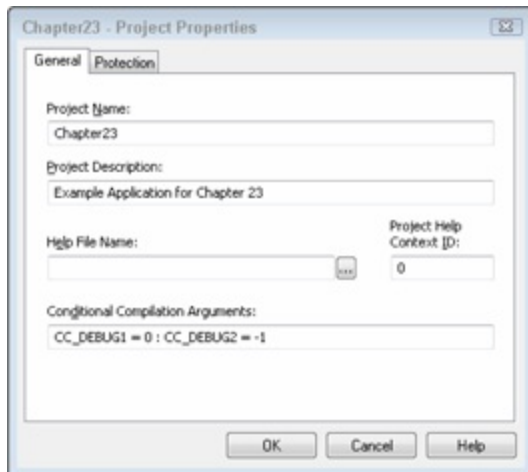 Chapter23 - Project Properties
General Protection
Project Name:
Chapter23
Project Description:
Example Application for Chapter 23
Help File Name:
Project Help
Context ID:
...
0
Conditional Compilation Arguments:
CC_DEBUG1 = 0 : CC_DEBUG2 = -1
OK Cancel Help